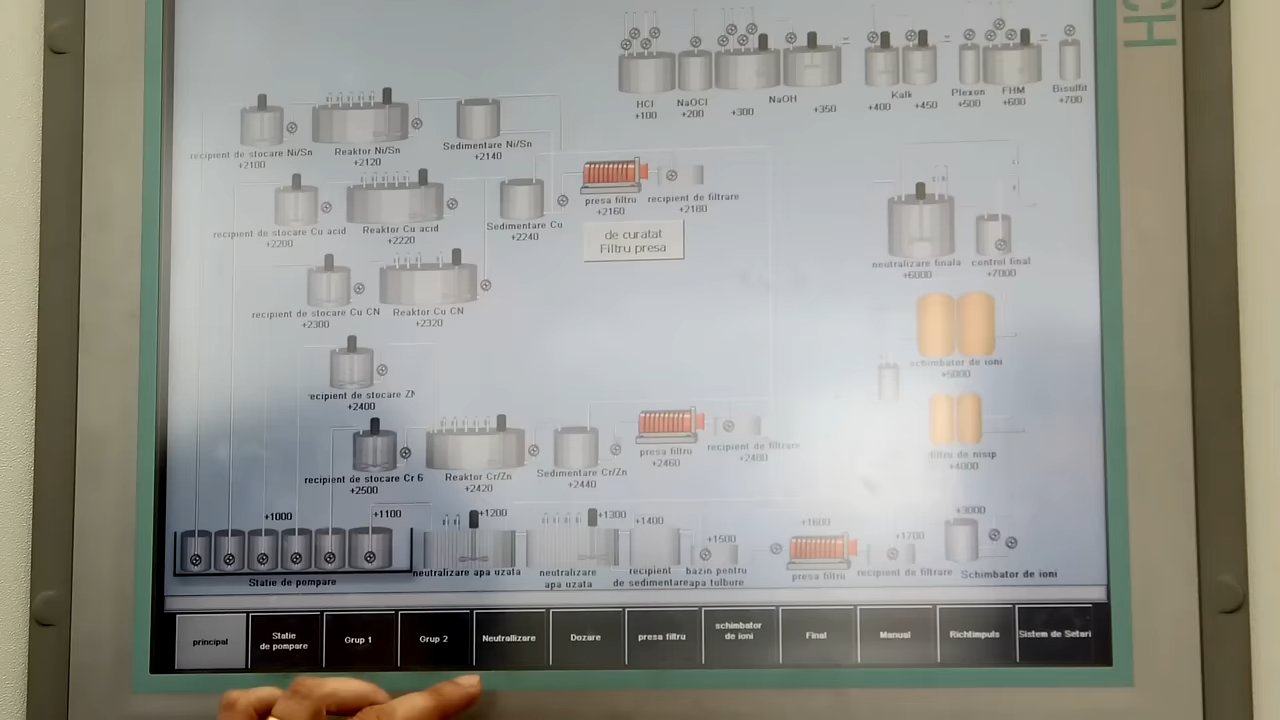 CH
HCl
+100
NaOCl
+200
+300
NaOH
+350
Kalk
+400
+450
Plexon
+500
FHM
+600
Bisulfit
+700
recipient de stocare Ni/Sn
+2100
Reaktor Ni/Sn
+2120
Sedimentare Ni/Sn
+2140
presa filtru
+2160
recipient de filtrare
+2180
recipient de stocare Cu acid
+2200
Reaktor Cu acid
+2220
Sedimentare Cu
+2240
de curatat
Filtru presa
neutralizare finala
+6000
control final
+7000
recipient de stocare Cu CN
+2300
Reaktor Cu CN
+2320
schimbator de ioni
+5000
recipient de stocare ZN
+2400
presa filtru
+2460
recipient de filtrare
+2480
filtru de nisip
+4000
recipient de stocare Cr 6
+2500
Reaktor Cr/Zn
+2420
Sedimentare Cr/Zn
+2440
+1000
+1100
+1200
+1300
+1400
+1500
+1600
+1700
+3000
Statie de pompare
neutralizare apa uzata
neutralizare
apa uzata
recipient
de sedimentare
bazin pentru
apa tulbure
presa filtru
recipient de filtrare
Schimbator de ioni
principal
Statie
de pompare
Grup 1
Grup 2
Neutrallizare
Dozare
presa filtru
schimbator
de ioni
Final
Manual
Richtimpuls
Sistem de Setari